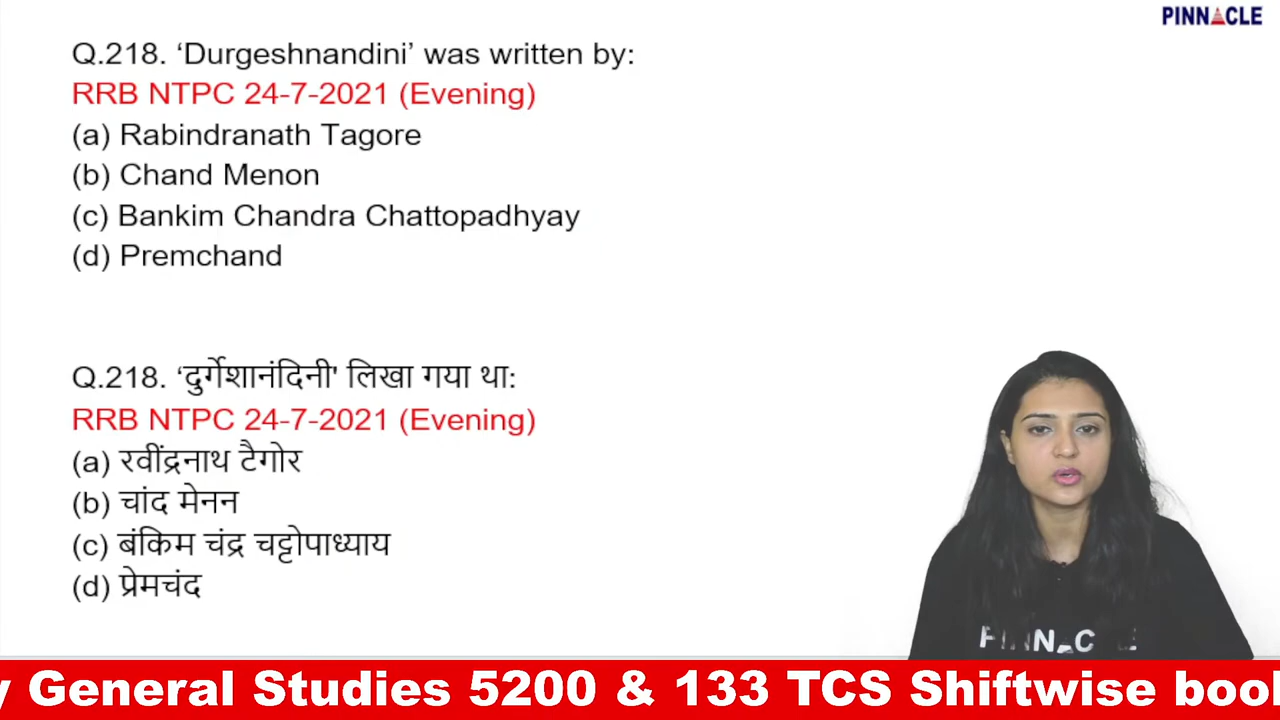 PINNACLE
Q.218. ‘Durgeshnandini’ was written by:
RRB NTPC 24-7-2021 (Evening)
(a) Rabindranath Tagore
(b) Chand Menon
(c) Bankim Chandra Chattopadhyay
(d) Premchand
Q.218. ‘दुर्गेशानंदिनी' लिखा गया था:
RRB NTPC 24-7-2021 (Evening)
(a) रवींद्रनाथ टैगोर
(b) चांद मेनन
(c) बंकिम चंद्र चट्टोपाध्याय
(d) प्रेमचंद
PINNACLE
General Studies 5200 & 133 TCS Shiftwise